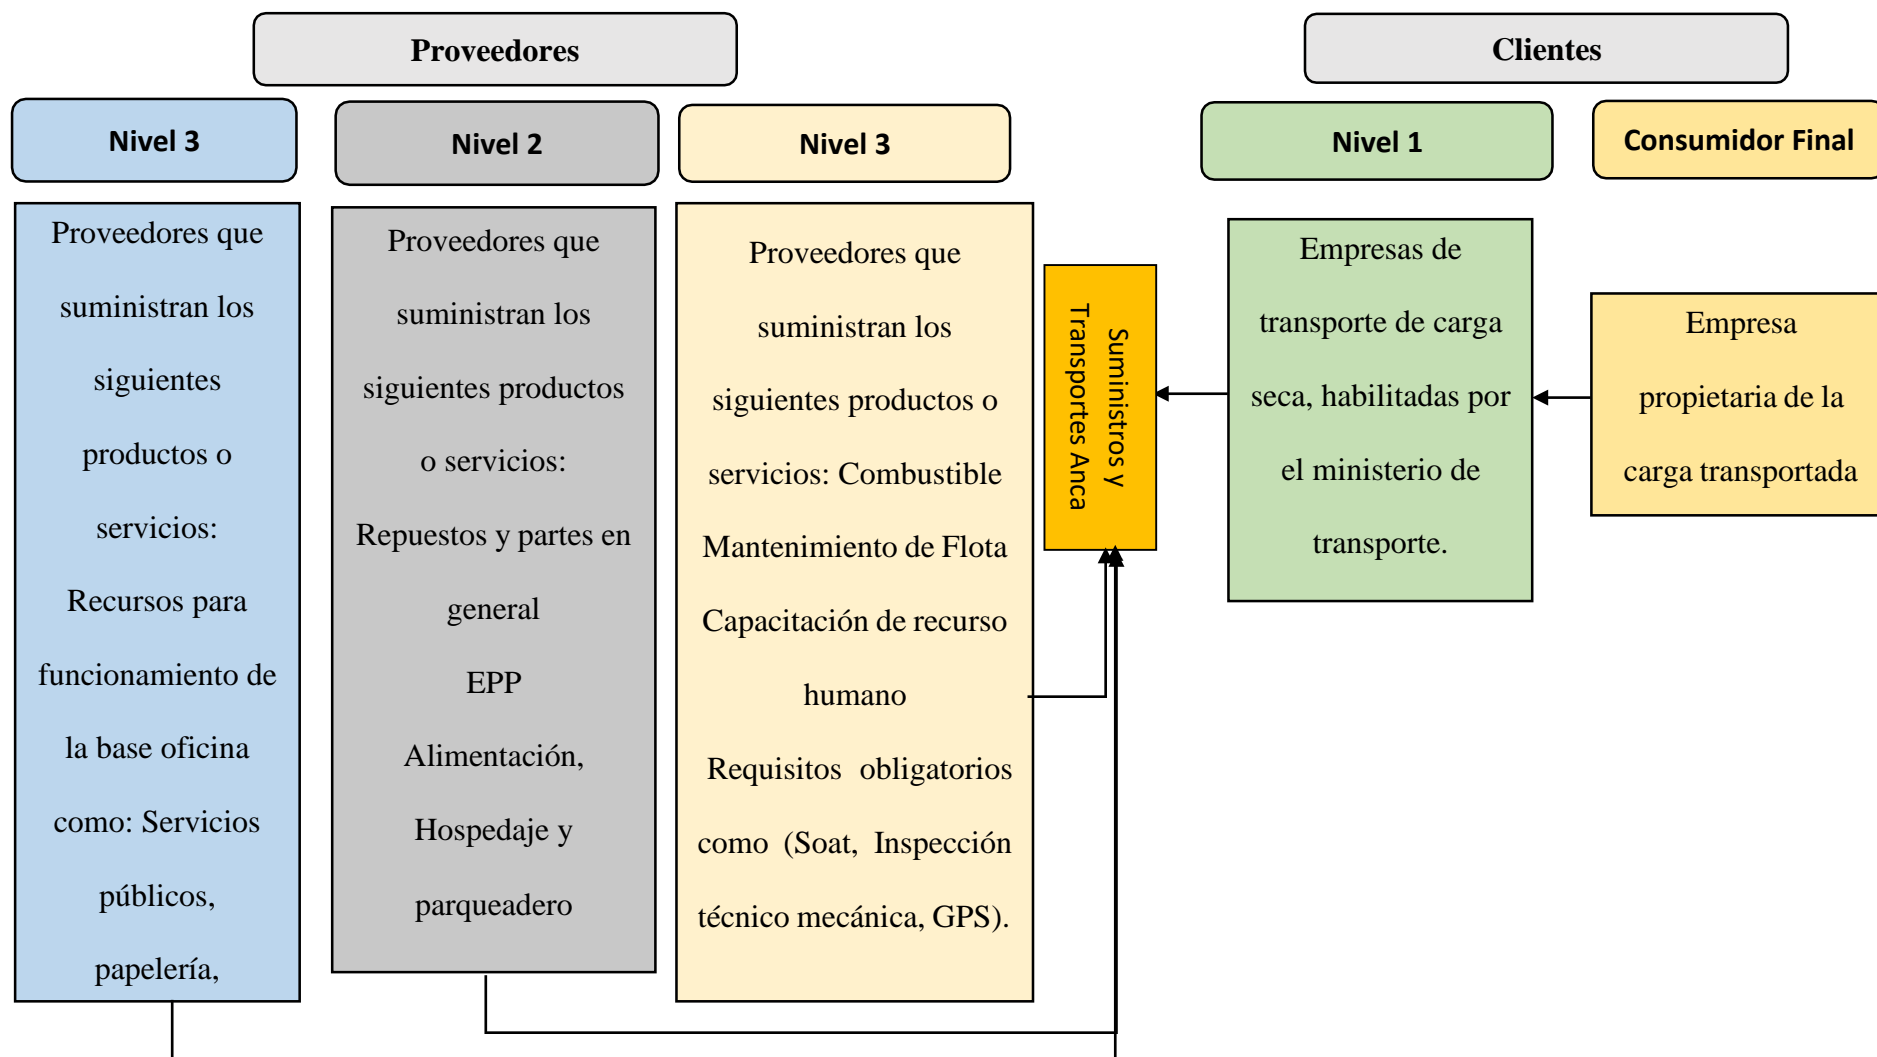 Proveedores
Clientes
Nivel 3
Nivel 2
Nivel 3
Nivel 1
Consumidor Final
Proveedores que
suministran los
siguientes
productos o
servicios:
Recursos para
funcionamiento de
la base oficina
como: Servicios
públicos,
papelería,
Proveedores que
suministran los
siguientes productos
o servicios:
Repuestos y partes en
general
EPP
Alimentación,
Hospedaje y
parqueadero
Proveedores que
suministran los
siguientes productos o
servicios: Combustible
Mantenimiento de Flota
Capacitación de recurso
humano
Requisitos obligatorios
como (Soat, Inspección
técnico mecánica, GPS).
Suministros y
Transportes Anca
Empresas de
transporte de carga
seca, habilitadas por
el ministerio de
transporte.
Empresa
propietaria de la
carga transportada